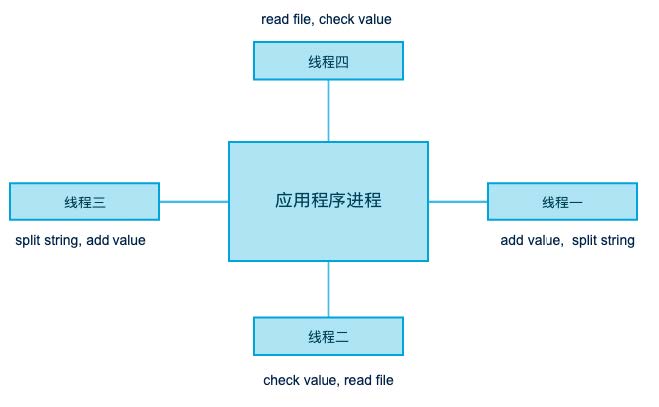 read file, check value
线程四
线程三
应用程序进程
线程一
split string, add value
add value,  split string
线程二
check value, read file